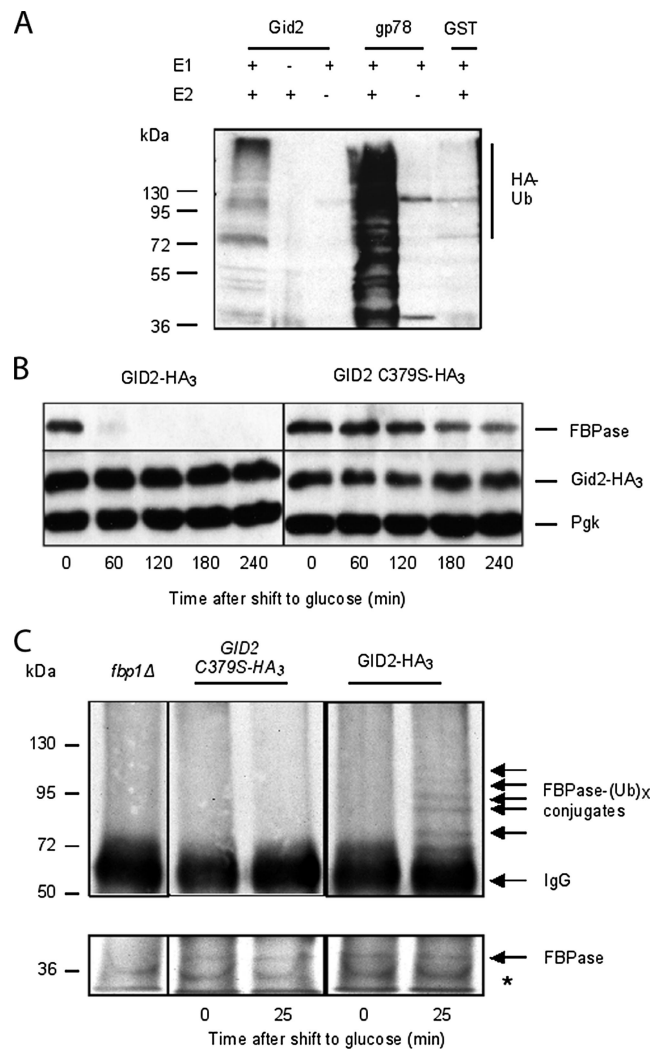 A
Gid2 gp78 GST
E1 + - + + + +
E2 + + - + - +
kDa
130
95
72
55
36
HA-
Ub
B
GID2-HA3 GID2 C379S-HA3
FBPase
Gid2-HA3
Pgk
0 60 120 180 240 0 60 120 180 240
Time after shift to glucose (min)
C
kDa fbp1Δ GID2 C379S-HA3 GID2-HA3
130
95
72
50
FBPase-(Ub)X
conjugates
IgG
36
FBPase
*
0 25 0 25
Time after shift to glucose (min)